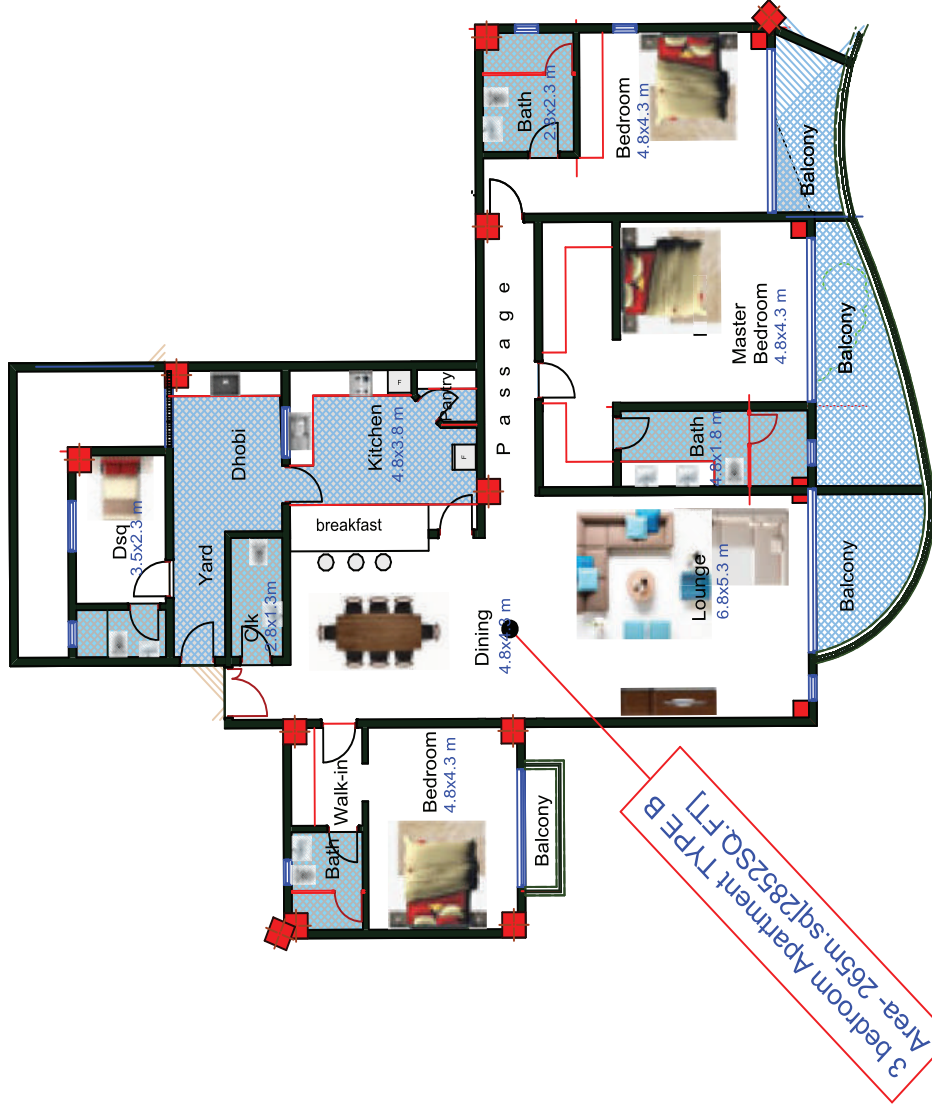 Bath
2.8x2.3 m
Bedroom
4.8x4.3 m
Balcony
Passage
Master
Bedroom
4.8x4.3 m
Balcony
Bath
4.8x1.8 m
Pantry
Kitchen
4.8x3.8 m
F
F
breakfast
Dhobi
Yard
Dsq
3.5x2.3 m
Clk
2.8x1.3m
Dining
Lounge
6.8x5.3 m
Balcony
Walk-in
Bath
Bedroom
4.8x4.3 m
Balcony
3 bedroom Apartment TYPE B
Area- 265m.sq[2852SQ.FT]